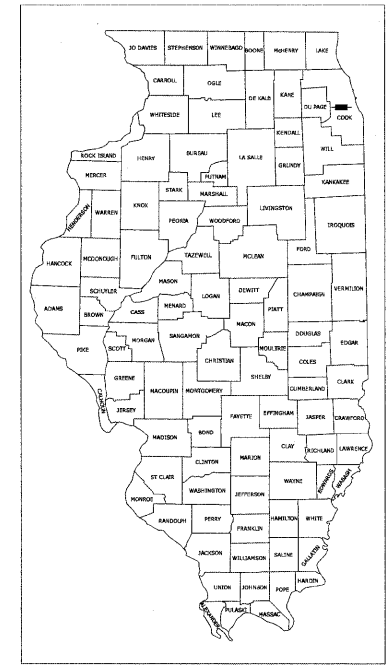 JO DAVIES STEPHENSON WINNEBAGO BOONE McHENRY LAKE
CARROLL OGLE
DE KALB KANE
DU PAGE COOK
WHITESIDE LEE
KENDALL
WILL
ROCK ISLAND HENRY BUREAU LA SALLE
GRUNDY
MERCER PUTNAM KANKAKEE
STARK MARSHALL
HENDERSON WARREN KNOX
PEORIA WOODFORD LIVINGSTON IROQUOIS
HANCOCK MCDONOUGH FULTON TAZEWELL MCLEAN FORD
MASON
SCHUYLER LOGAN DEWITT CHAMPAIGN VERMILION
ADAMS BROWN CASS MENARD PIATT
MACON
PIKE SCOTT MORGAN SANGAMON DOUGLAS EDGAR
CHRISTIAN MOULTRIE COLES
SHELBY
GREENE MACOUPIN MONTGOMERY CUMBERLAND CLARK
CALHOUN JERSEY FAYETTE EFFINGHAM JASPER CRAWFORD
MADISON BOND
CLAY RICHLAND LAWRENCE
CLINTON MARION
ST CLAIR WAYNE EDWARDS WABASH
WASHINGTON JEFFERSON
MONROE
RANDOLPH PERRY HAMILTON WHITE
FRANKLIN
JACKSON WILLIAMSON SALINE GALLATIN
UNION JOHNSON POPE HARDIN
ALEXANDER PULASKI MASSAC